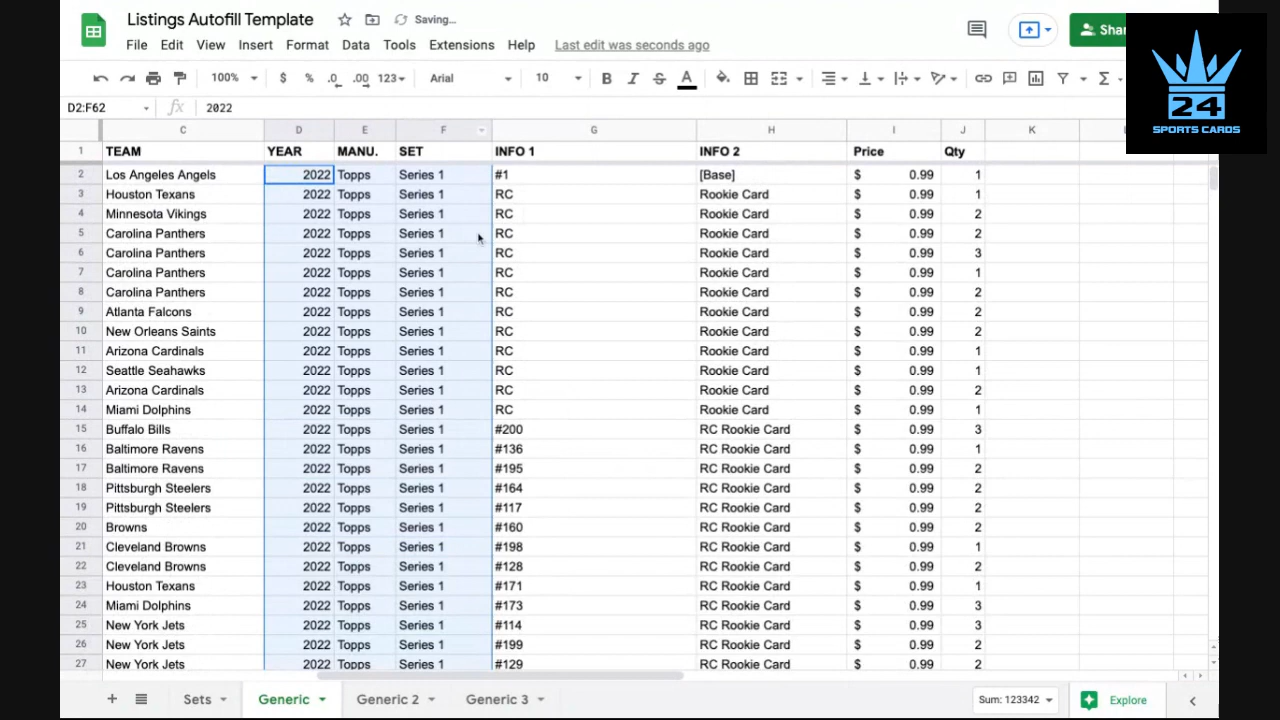 Listings Autofill Template Saving...
File Edit View Insert Format Data Tools Extensions Help Last edit was seconds ago
Shar
24
SPORTS CARDS
100% $ % .0 .00 123 Arial 10 B I S A
D2:F62 fx 2022
C D E F G H I J K
1 TEAM YEAR MANU. SET INFO 1 INFO 2 Price Qty
2 Los Angeles Angels 2022 Topps Series 1 #1 [Base] $ 0.99 1
3 Houston Texans 2022 Topps Series 1 RC Rookie Card $ 0.99 1
4 Minnesota Vikings 2022 Topps Series 1 RC Rookie Card $ 0.99 2
5 Carolina Panthers 2022 Topps Series 1 RC Rookie Card $ 0.99 2
6 Carolina Panthers 2022 Topps Series 1 RC Rookie Card $ 0.99 3
7 Carolina Panthers 2022 Topps Series 1 RC Rookie Card $ 0.99 1
8 Carolina Panthers 2022 Topps Series 1 RC Rookie Card $ 0.99 2
9 Atlanta Falcons 2022 Topps Series 1 RC Rookie Card $ 0.99 2
10 New Orleans Saints 2022 Topps Series 1 RC Rookie Card $ 0.99 2
11 Arizona Cardinals 2022 Topps Series 1 RC Rookie Card $ 0.99 1
12 Seattle Seahawks 2022 Topps Series 1 RC Rookie Card $ 0.99 1
13 Arizona Cardinals 2022 Topps Series 1 RC Rookie Card $ 0.99 2
14 Miami Dolphins 2022 Topps Series 1 RC Rookie Card $ 0.99 1
15 Buffalo Bills 2022 Topps Series 1 #200 RC Rookie Card $ 0.99 3
16 Baltimore Ravens 2022 Topps Series 1 #136 RC Rookie Card $ 0.99 1
17 Baltimore Ravens 2022 Topps Series 1 #195 RC Rookie Card $ 0.99 2
18 Pittsburgh Steelers 2022 Topps Series 1 #164 RC Rookie Card $ 0.99 2
19 Pittsburgh Steelers 2022 Topps Series 1 #117 RC Rookie Card $ 0.99 2
20 Browns 2022 Topps Series 1 #160 RC Rookie Card $ 0.99 2
21 Cleveland Browns 2022 Topps Series 1 #198 RC Rookie Card $ 0.99 1
22 Cleveland Browns 2022 Topps Series 1 #128 RC Rookie Card $ 0.99 2
23 Houston Texans 2022 Topps Series 1 #171 RC Rookie Card $ 0.99 1
24 Miami Dolphins 2022 Topps Series 1 #173 RC Rookie Card $ 0.99 3
25 New York Jets 2022 Topps Series 1 #114 RC Rookie Card $ 0.99 3
26 New York Jets 2022 Topps Series 1 #199 RC Rookie Card $ 0.99 2
27 New York Jets 2022 Topps Series 1 #129 RC Rookie Card $ 0.99 2
Sets Generic Generic 2 Generic 3 Sum: 123342 Explore